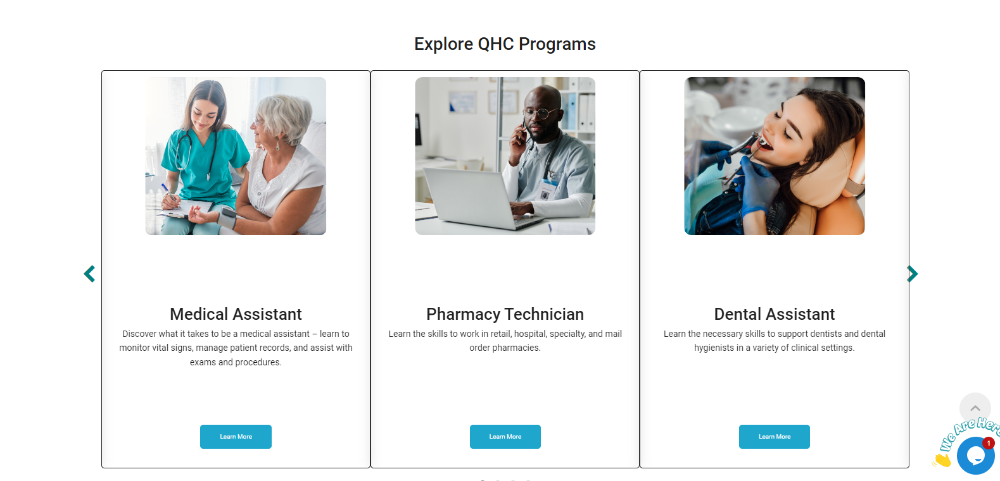 Explore QHC Programs
Medical Assistant
Discover what it takes to be a medical assistant – learn to
monitor vital signs, manage patient records, and assist with
exams and procedures.
Learn More
Pharmacy Technician
Learn the skills to work in retail, hospital, specialty, and mail
order pharmacies.
Learn More
Dental Assistant
Learn the necessary skills to support dentists and dental
hygienists in a variety of clinical settings.
Learn More
We Are Here
1